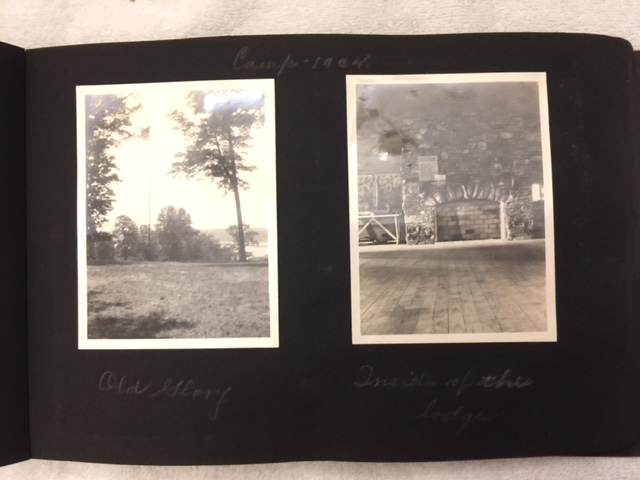 Camp - 1924.
Old Glory
Inside of the
lodge